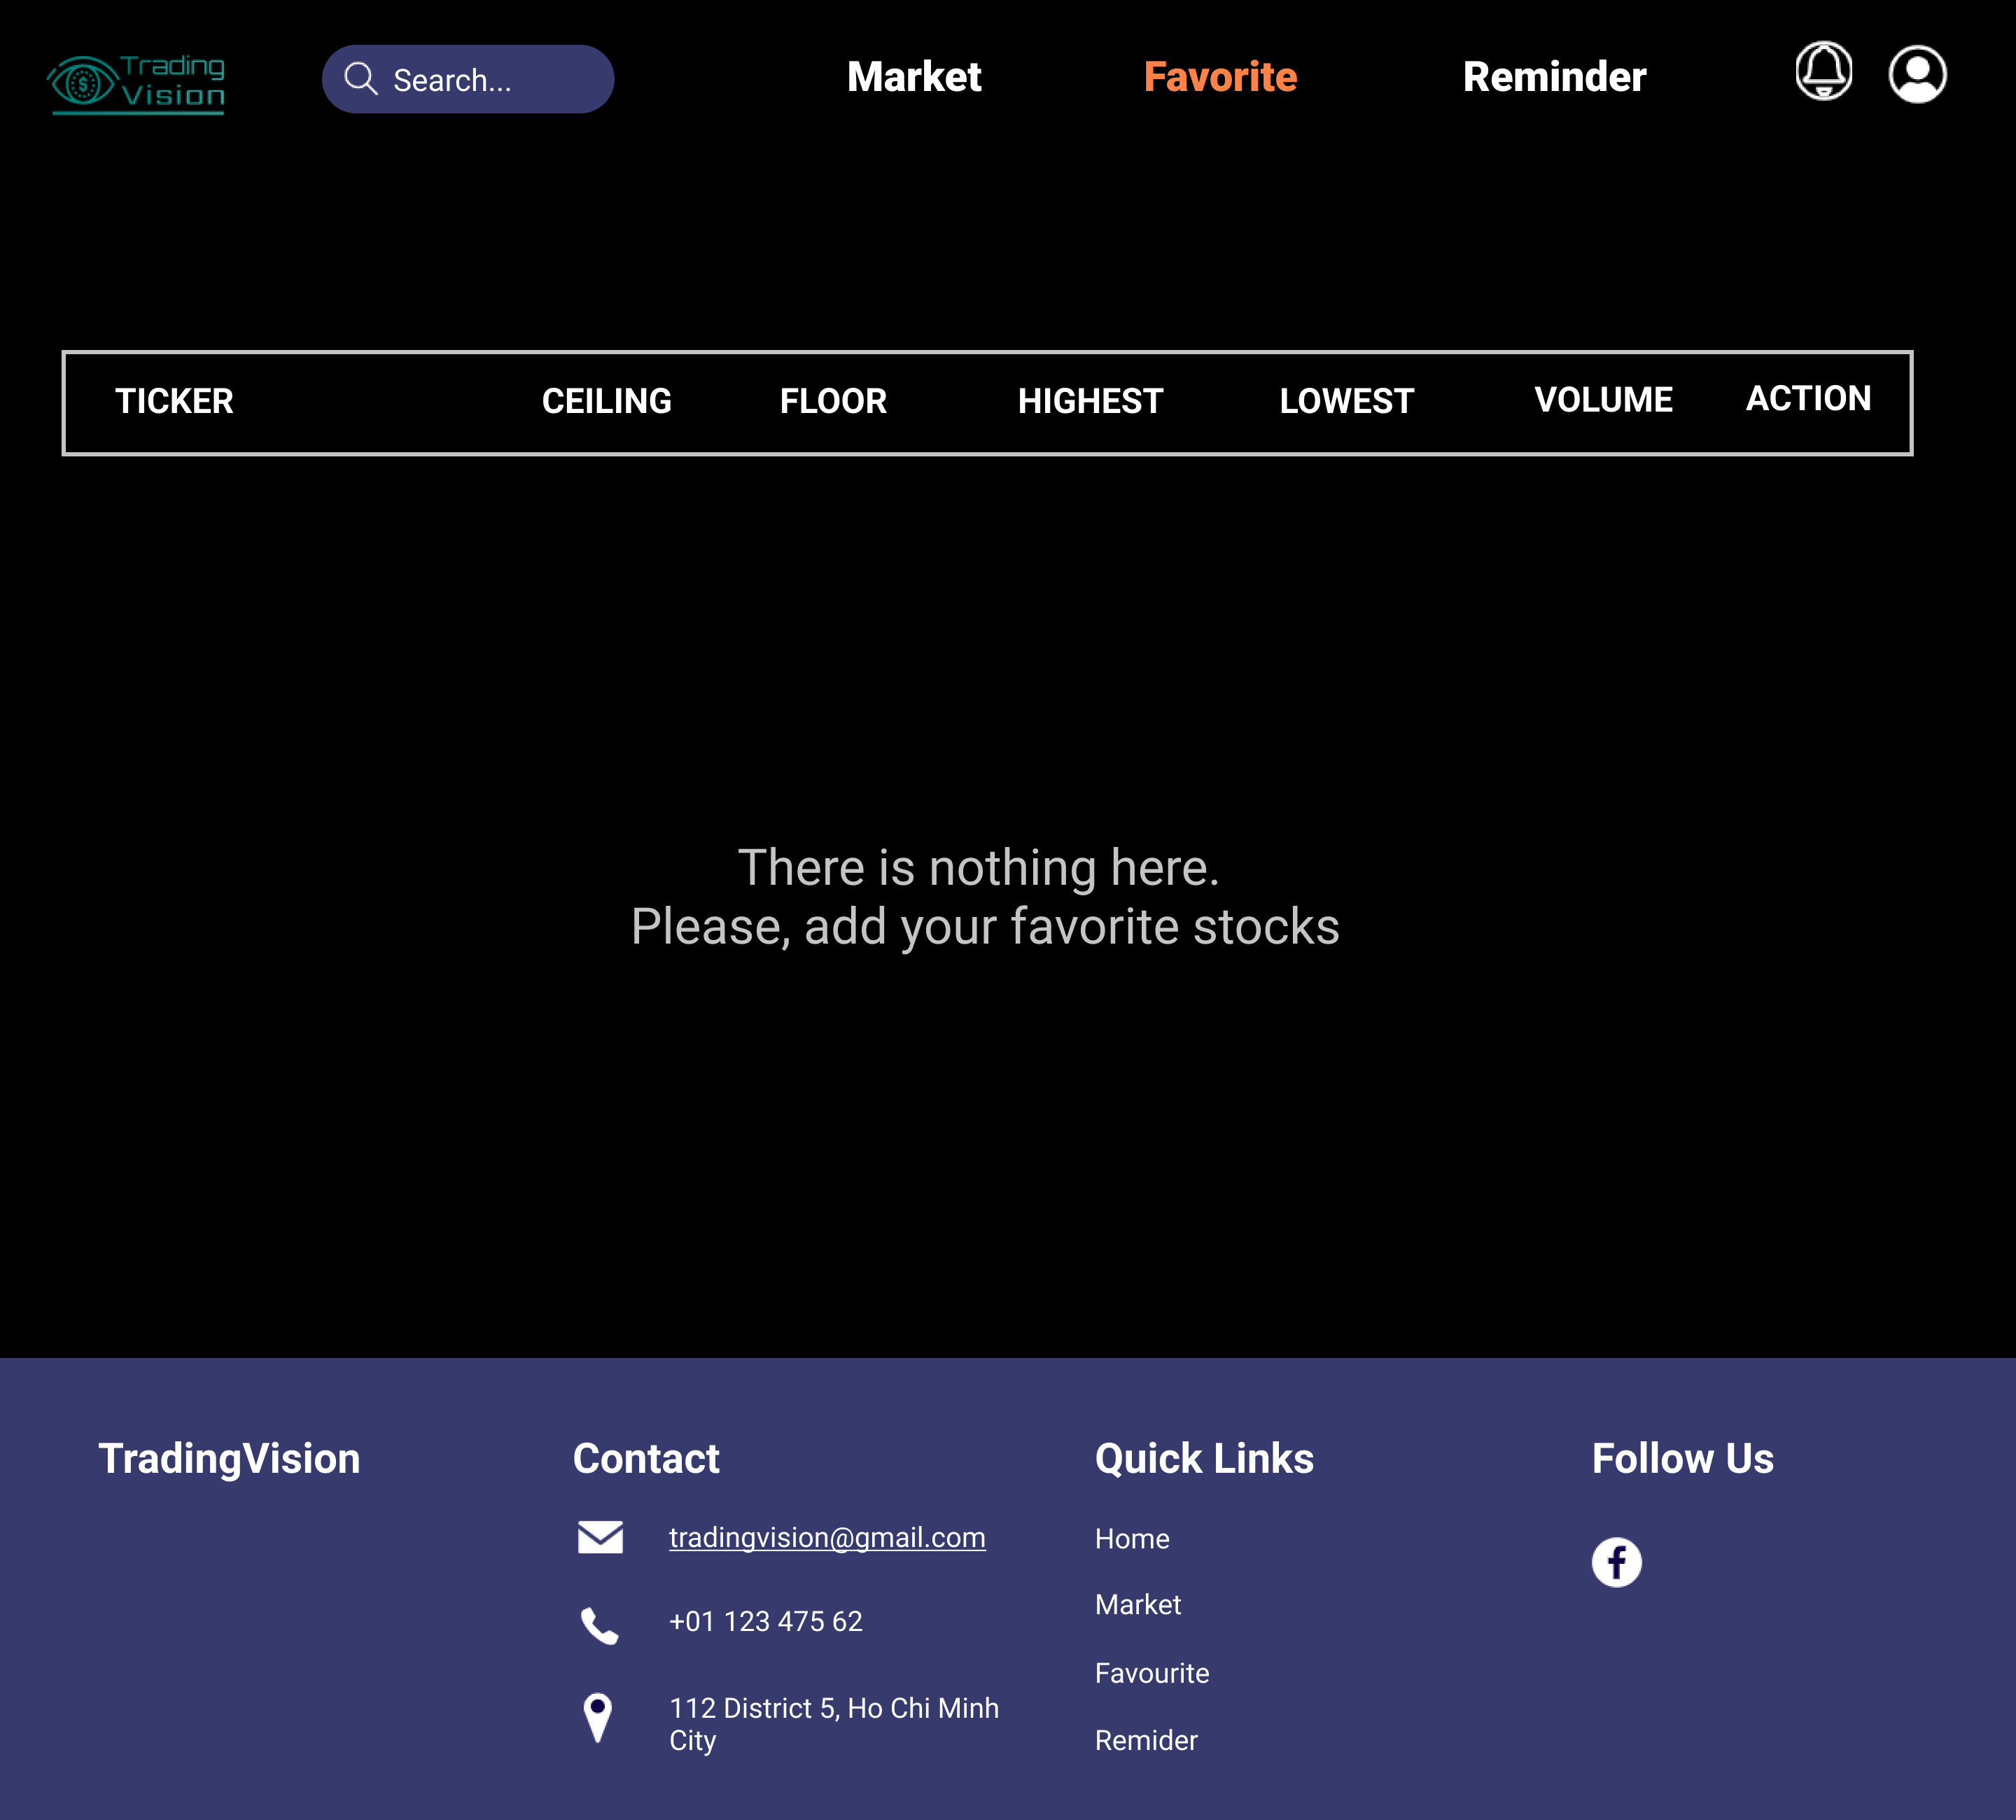 Trading
Vision
Search...
Market
Favorite
Reminder
TICKER
CEILING
FLOOR
HIGHEST
LOWEST
VOLUME
ACTION
There is nothing here.
Please, add your favorite stocks
TradingVision
Contact
tradingvision@gmail.com
+01 123 475 62
112 District 5, Ho Chi Minh
City
Quick Links
Home
Market
Favourite
Remider
Follow Us